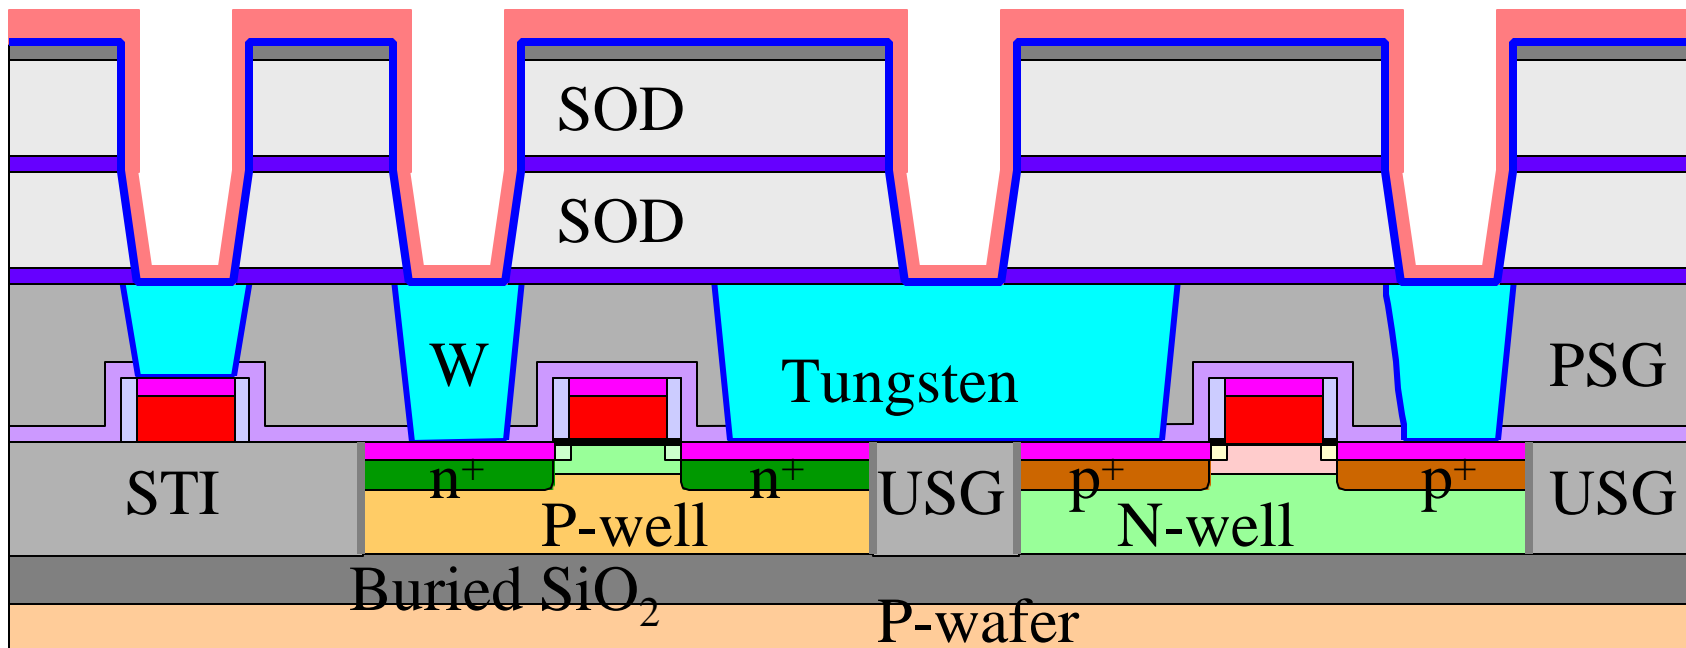 SOD
SOD
W
Tungsten
PSG
STI
n⁺
n⁺
USG
p⁺
p⁺
USG
P-well
N-well
Buried SiO₂
P-wafer